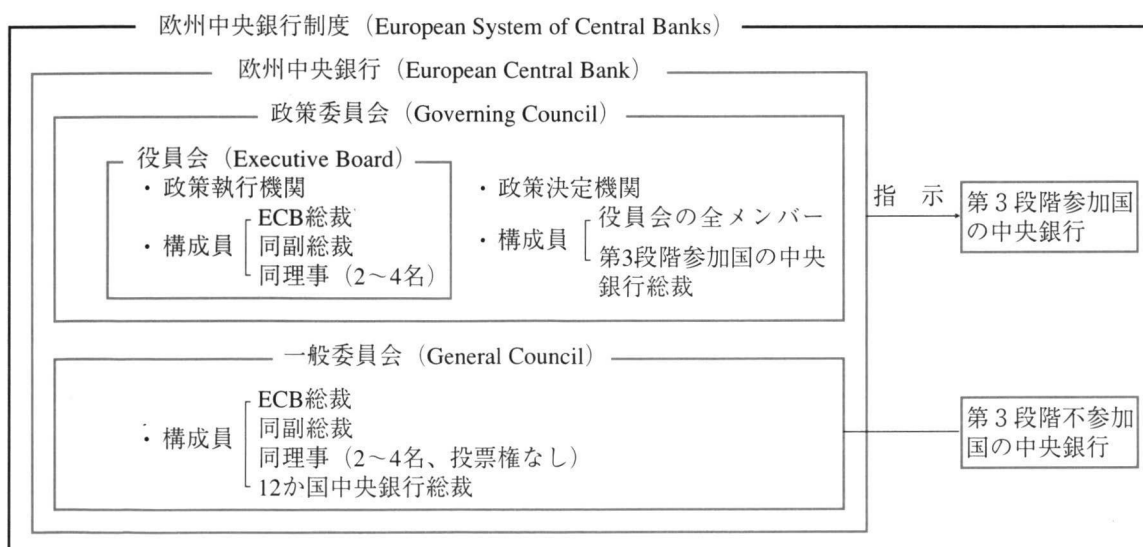 欧州中央銀行制度（European System of Central Banks）
欧州中央銀行（European Central Bank）
政策委員会（Governing Council）
役員会（Executive Board）
・政策執行機関
・構成員
ECB総裁
同副総裁
同理事（2～4名）
・政策決定機関
・構成員
役員会の全メンバー
第3段階参加国の中央
銀行総裁
指　示
第３段階参加国
の中央銀行
一般委員会（General Council）
・構成員
ECB総裁
同副総裁
同理事（2～4名、投票権なし）
12か国中央銀行総裁
第３段階不参加
国の中央銀行